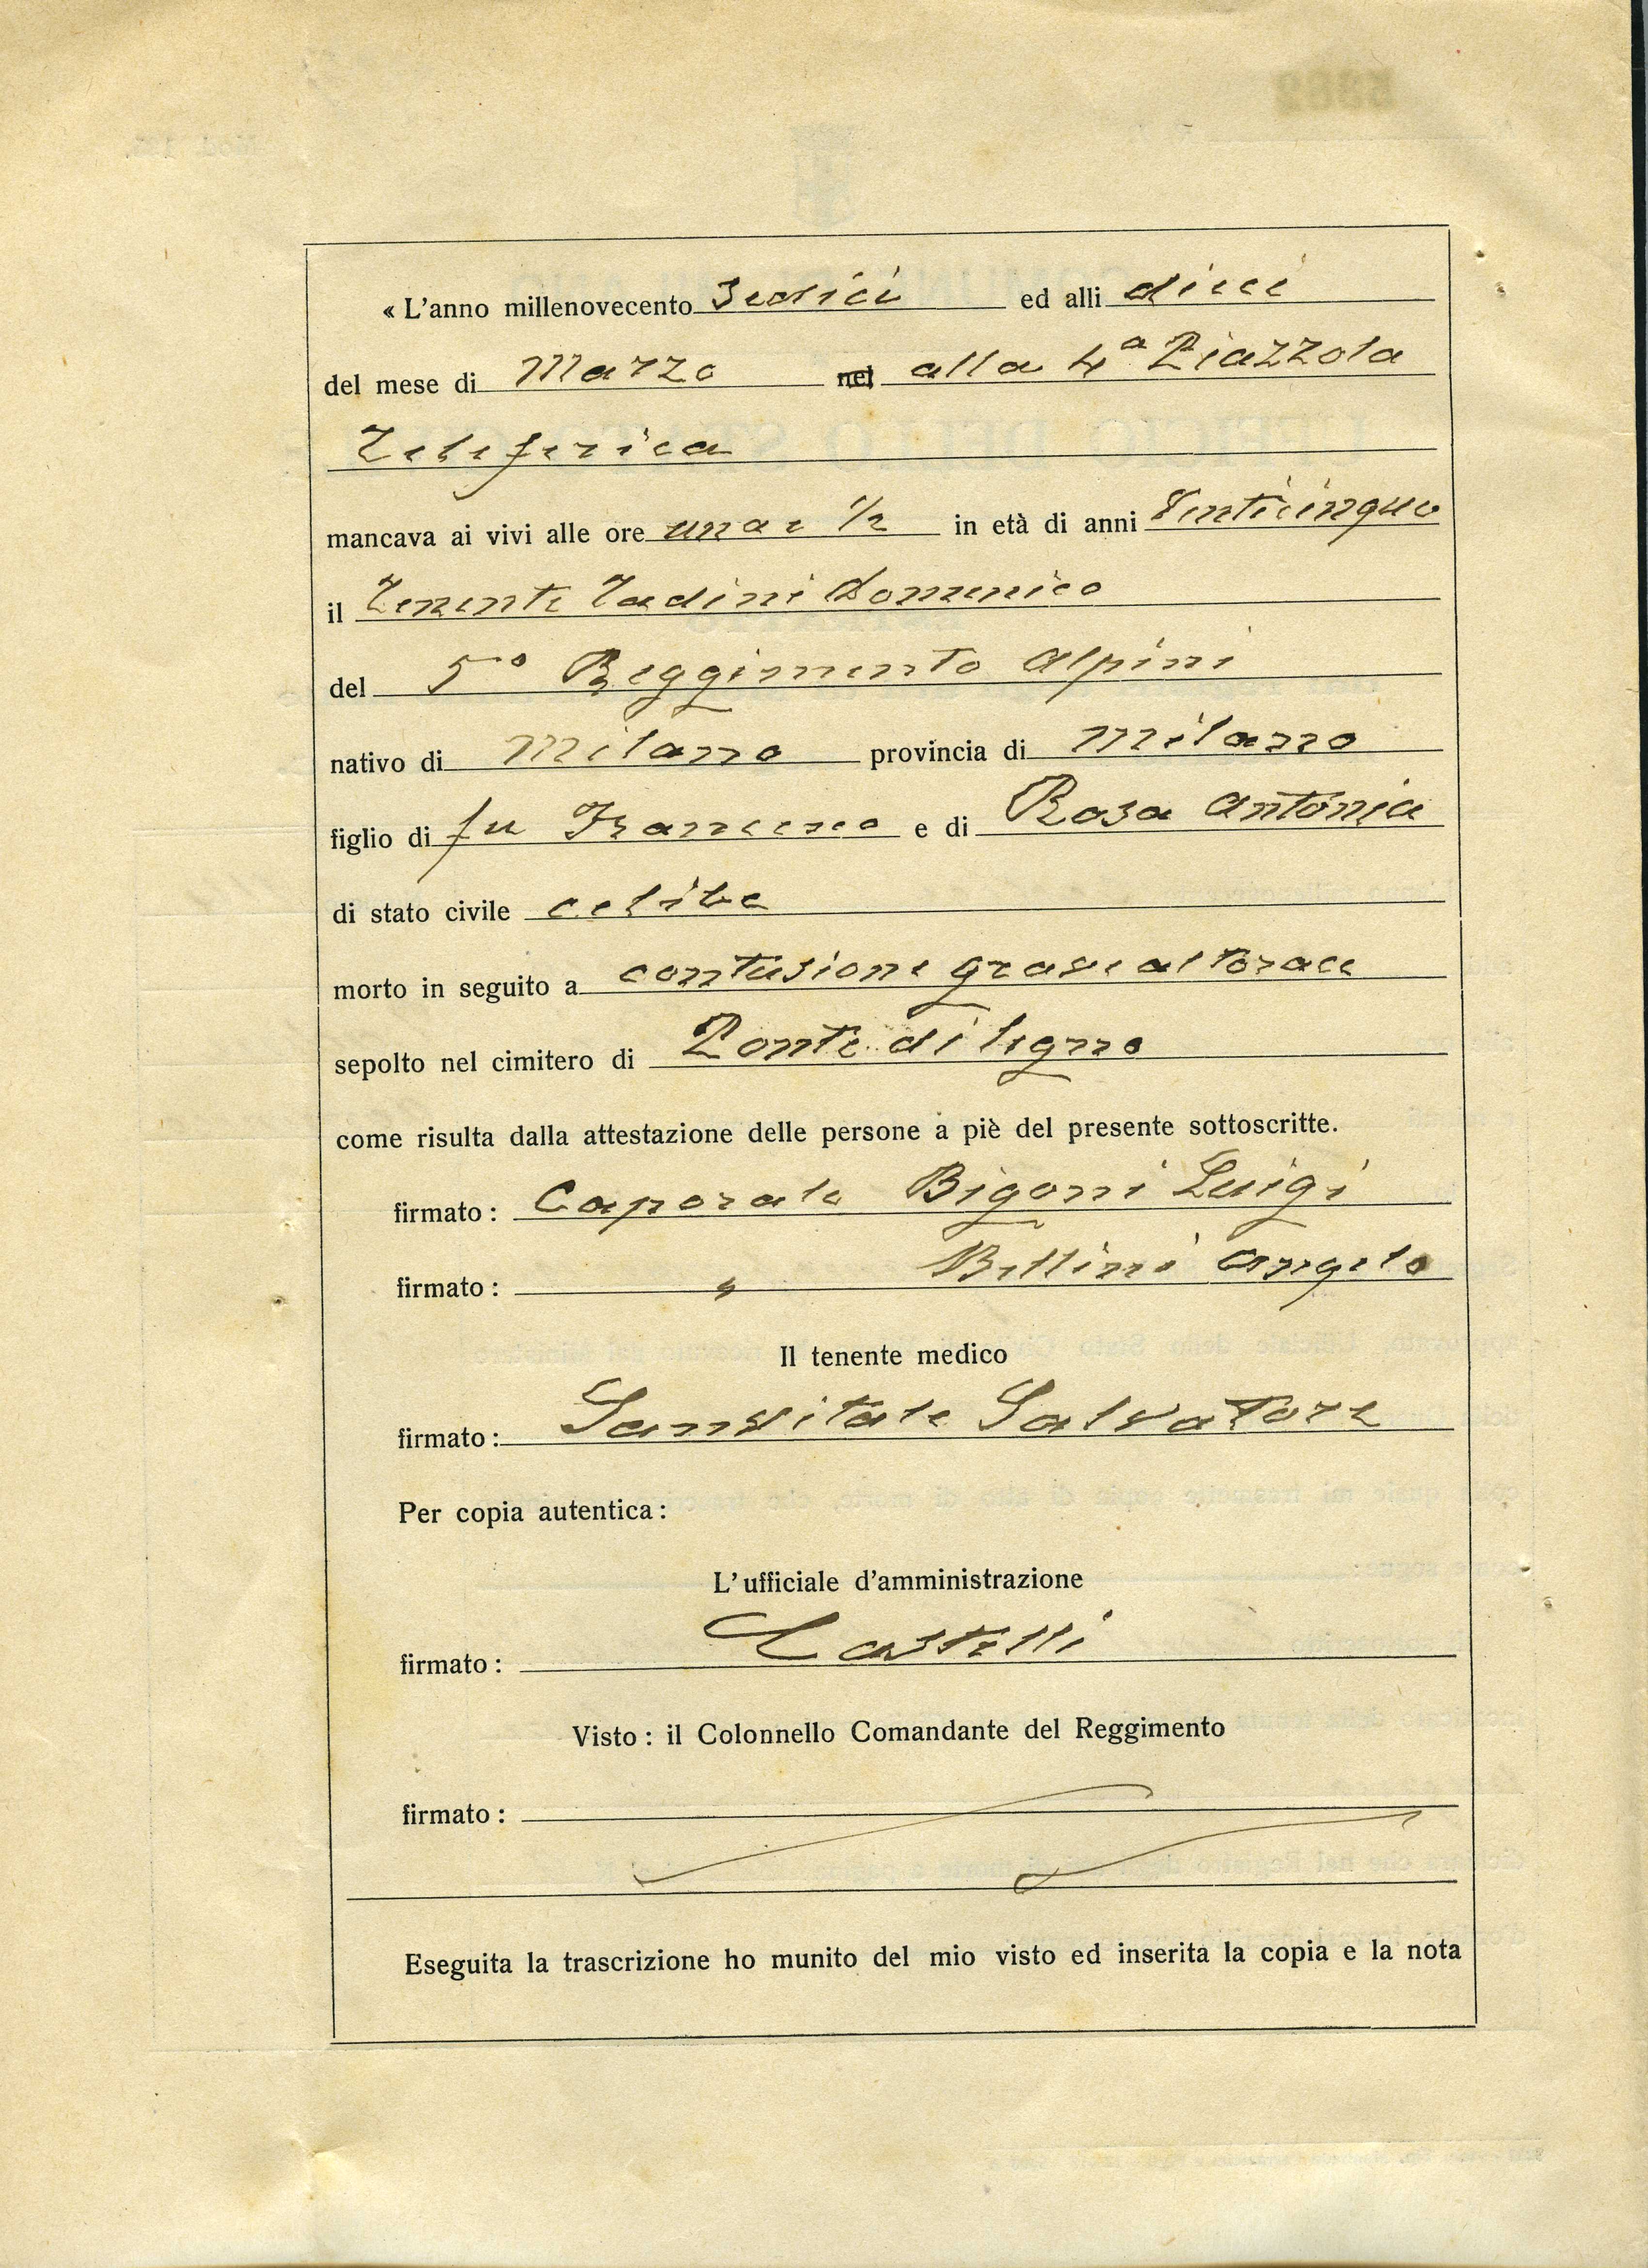 « L'anno millenovecento Sedici ed alli dieci
del mese di Marzo nel alla 4ª Piazzola
Teleferica
mancava ai vivi alle ore una e ½ in età di anni Venticinque
il Tenente Tadini Domenico
del 5° Reggimento Alpini
nativo di Milano provincia di Milano
figlio di fu Francesco e di Rosa Antonia
di stato civile celibe
morto in seguito a contusione grave al torace
sepolto nel cimitero di Ponte di legno
come risulta dalla attestazione delle persone a piè del presente sottoscritte.
firmato : Caporale Bigoni Luigi
firmato : " Bellini Angelo
Il tenente medico
firmato : Sanvitale Salvatore
Per copia autentica :
L'ufficiale d'amministrazione
firmato : Castelli
Visto : il Colonnello Comandante del Reggimento
firmato :
Eseguita la trascrizione ho munito del mio visto ed inserita la copia e la nota